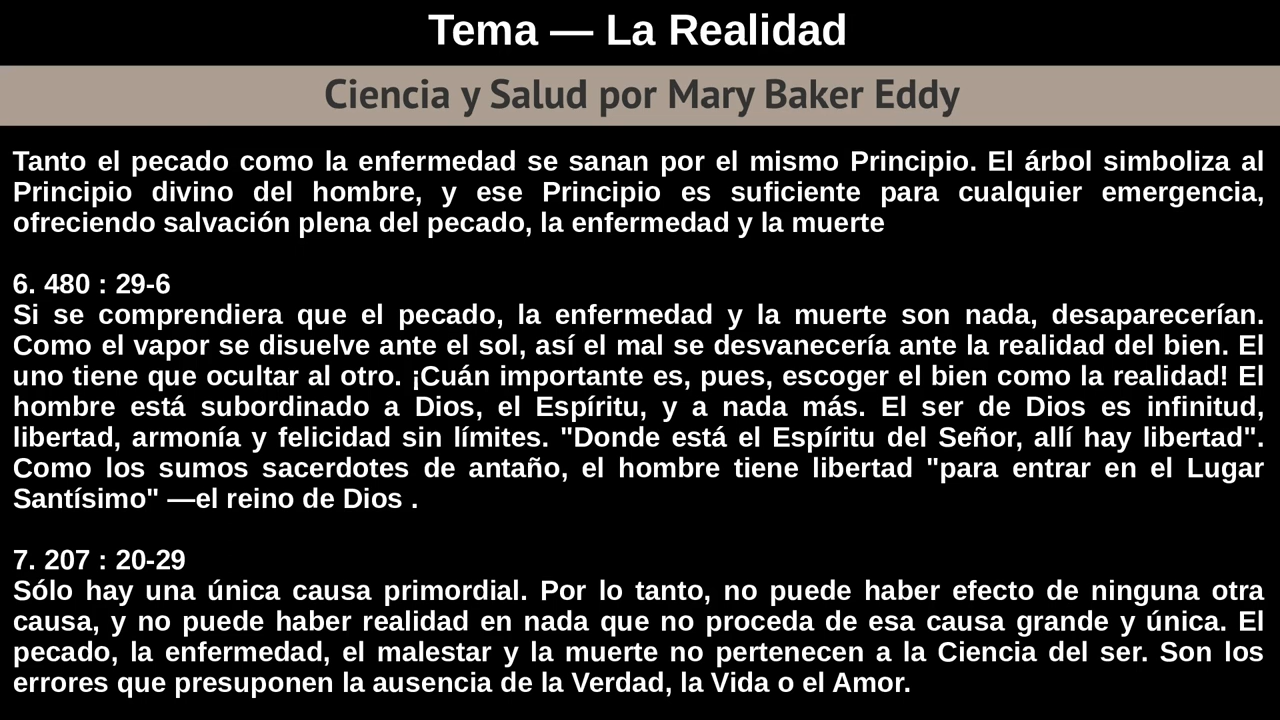 Tema — La Realidad
Ciencia y Salud por Mary Baker Eddy
Tanto el pecado como la enfermedad se sanan por el mismo Principio. El árbol simboliza al
Principio divino del hombre, y ese Principio es suficiente para cualquier emergencia,
ofreciendo salvación plena del pecado, la enfermedad y la muerte
6. 480 : 29-6
Si se comprendiera que el pecado, la enfermedad y la muerte son nada, desaparecerían.
Como el vapor se disuelve ante el sol, así el mal se desvanecería ante la realidad del bien. El
uno tiene que ocultar al otro. ¡Cuán importante es, pues, escoger el bien como la realidad! El
hombre está subordinado a Dios, el Espíritu, y a nada más. El ser de Dios es infinitud,
libertad, armonía y felicidad sin límites. "Donde está el Espíritu del Señor, allí hay libertad".
Como los sumos sacerdotes de antaño, el hombre tiene libertad "para entrar en el Lugar
Santísimo" —el reino de Dios .
7. 207 : 20-29
Sólo hay una única causa primordial. Por lo tanto, no puede haber efecto de ninguna otra
causa, y no puede haber realidad en nada que no proceda de esa causa grande y única. El
pecado, la enfermedad, el malestar y la muerte no pertenecen a la Ciencia del ser. Son los
errores que presuponen la ausencia de la Verdad, la Vida o el Amor.